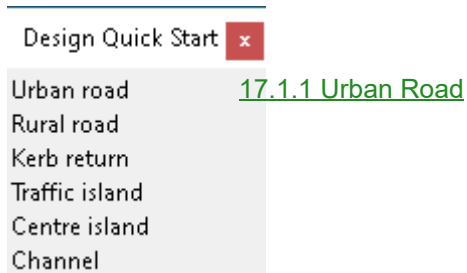 Design Quick Start x
Urban road 17.1.1 Urban Road
Rural road
Kerb return
Traffic island
Centre island
Channel